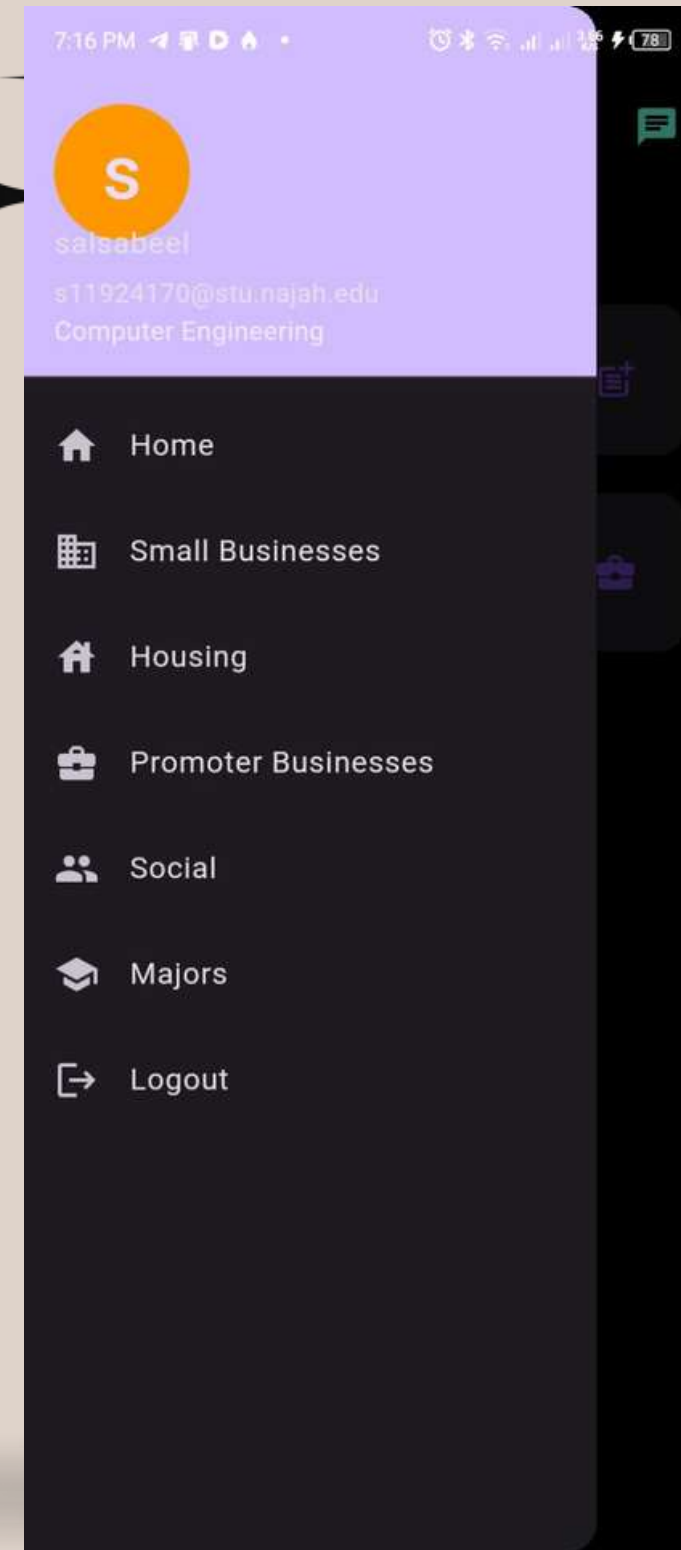 7:16 PM
78
S
salsabeel
s11924170@stu.najah.edu
Computer Engineering
Home
Small Businesses
Housing
Promoter Businesses
Social
Majors
Logout